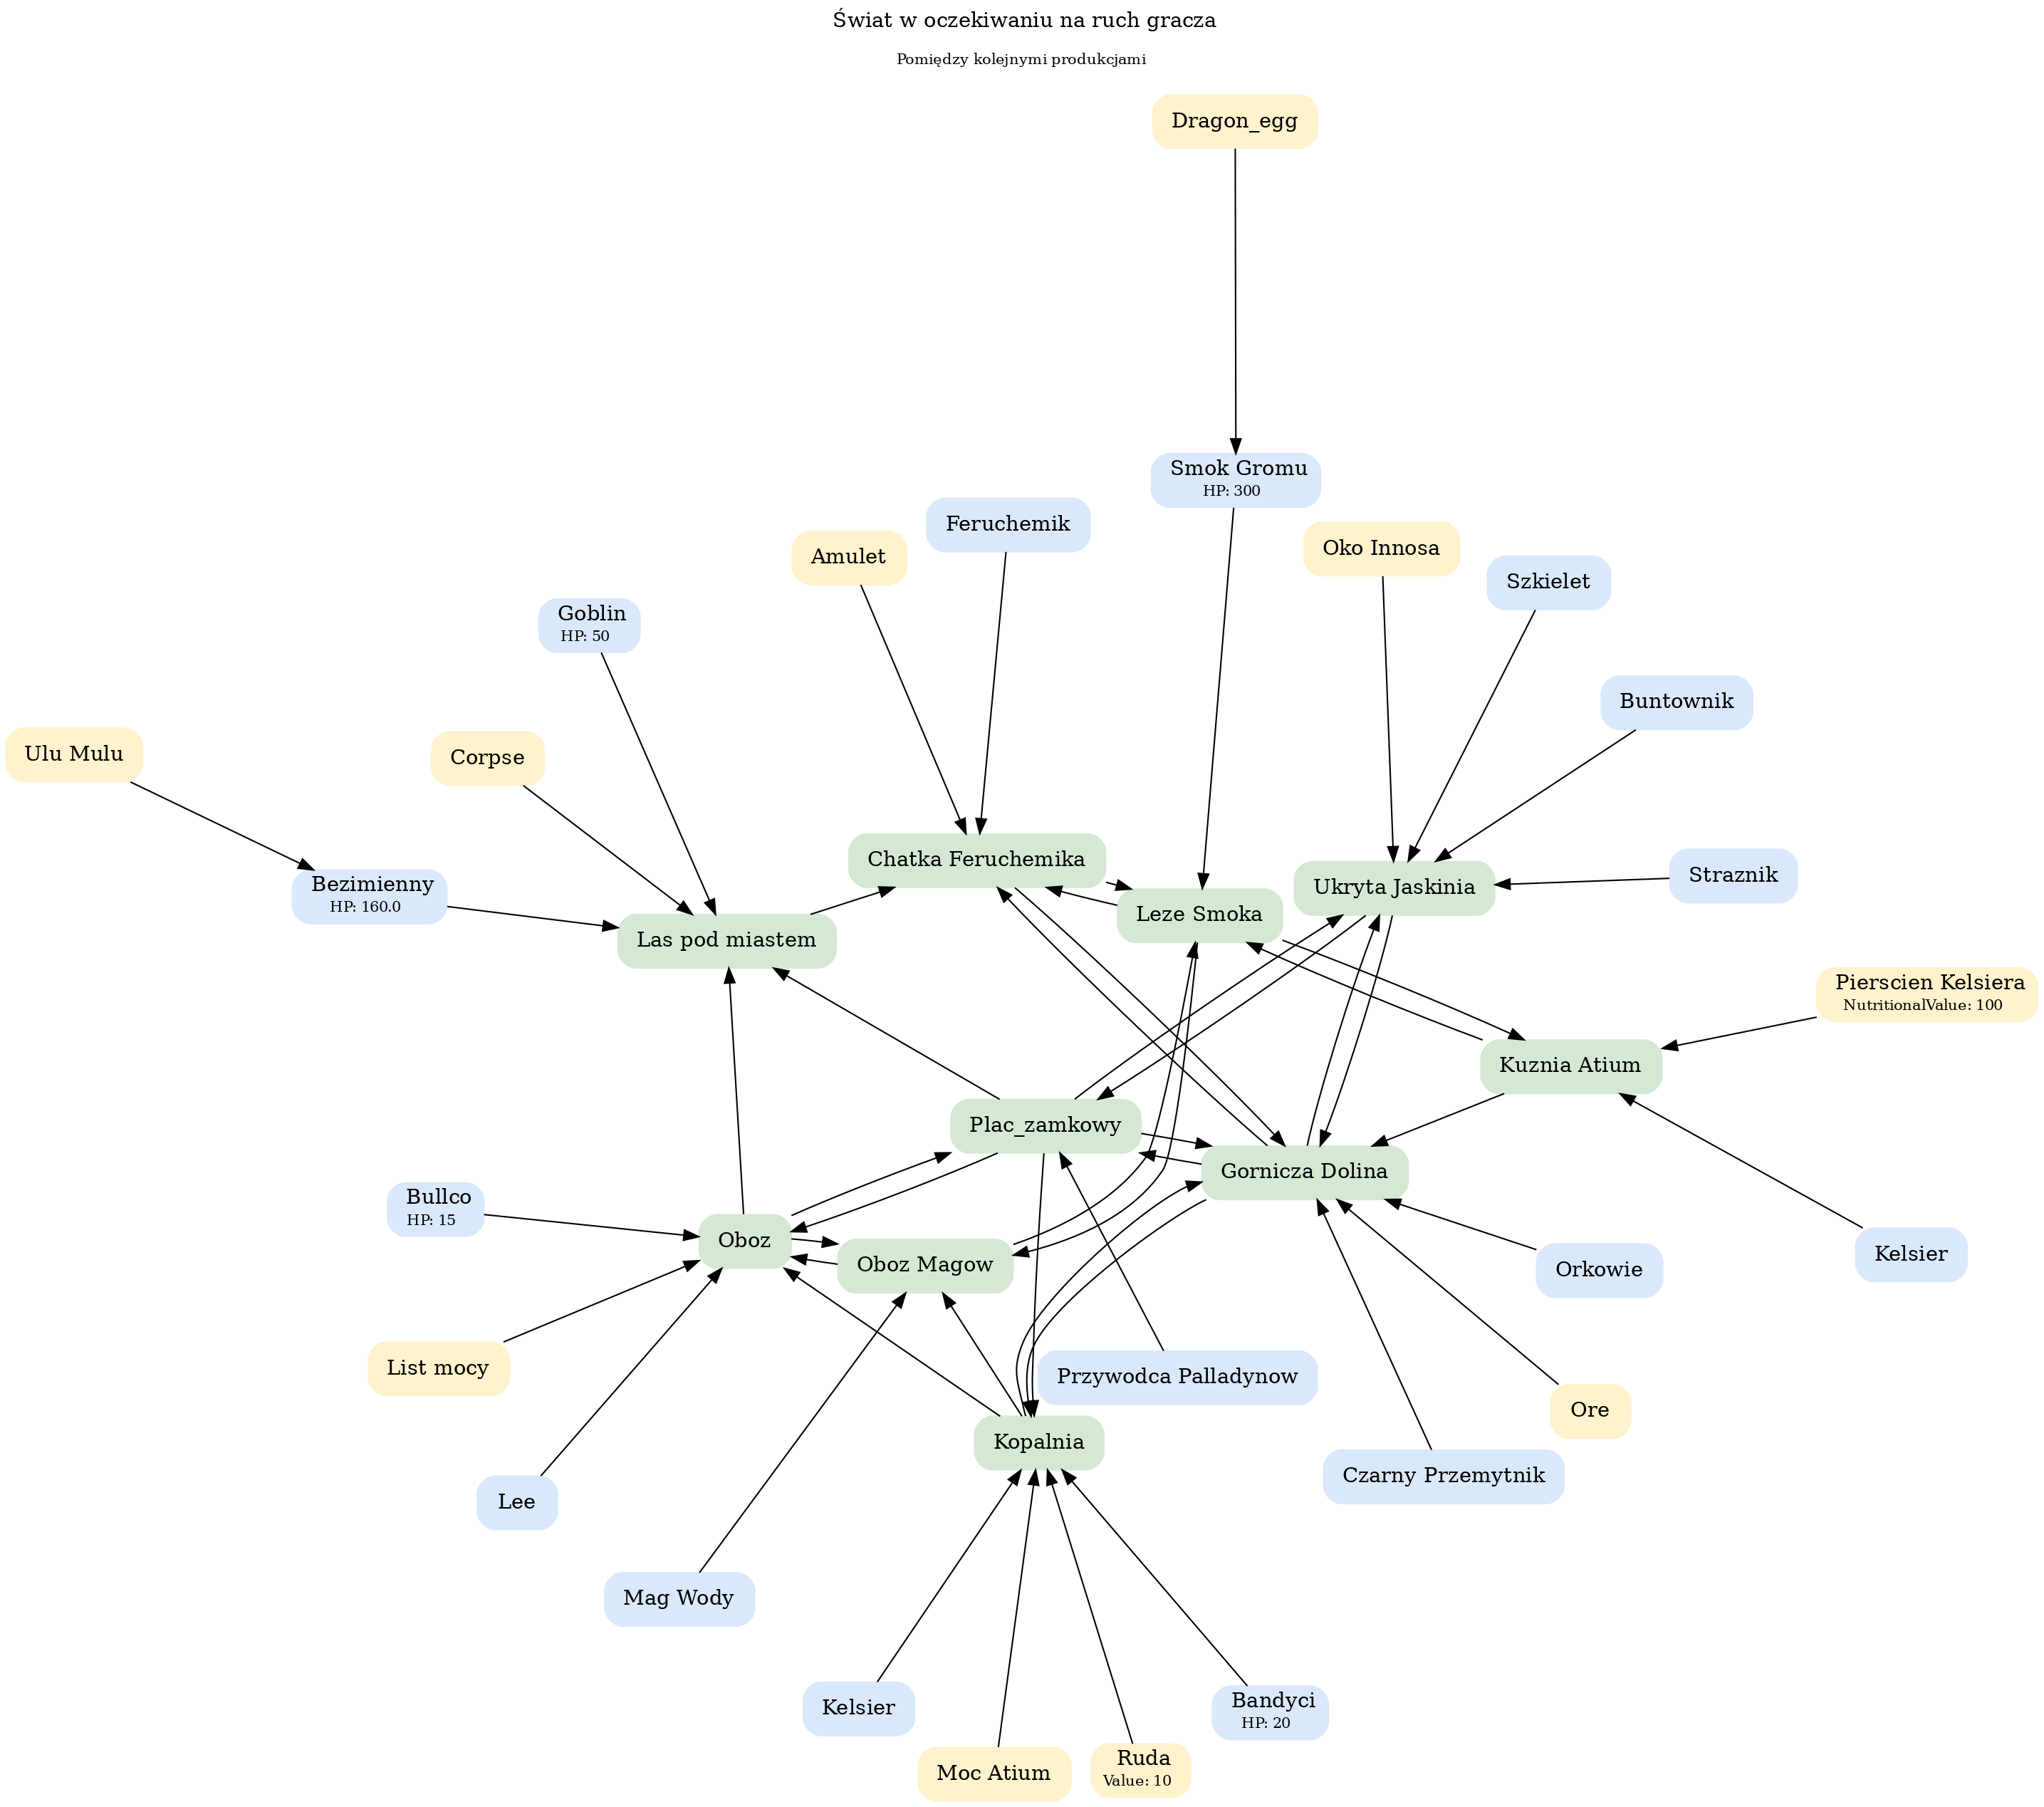 Świat w oczekiwaniu na ruch gracza
Pomiędzy kolejnymi produkcjami
Dragon_egg
Smok Gromu
HP: 300
Feruchemik
Oko Innosa
Amulet
Szkielet
Goblin
HP: 50
Buntownik
Ulu Mulu
Corpse
Chatka Feruchemika
Straznik
Ukryta Jaskinia
Bezimienny
HP: 160.0
Leze Smoka
Las pod miastem
Pierscien Kelsiera
NutritionalValue: 100
Kuznia Atium
Plac_zamkowy
Gornicza Dolina
Bullco
HP: 15
Oboz
Kelsier
Oboz Magow
Orkowie
List mocy
Przywodca Palladynow
Ore
Kopalnia
Czarny Przemytnik
Lee
Mag Wody
Kelsier
Bandyci
HP: 20
Moc Atium
Ruda
Value: 10